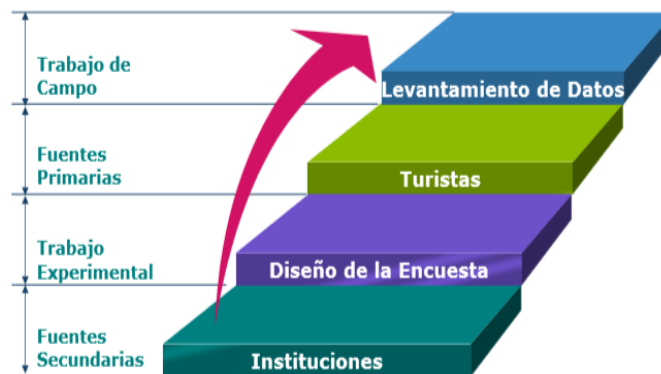 Trabajo de
Campo
Levantamiento de Datos
Fuentes
Primarias
Turistas
Trabajo
Experimental
Diseño de la Encuesta
Fuentes
Secundarias
Instituciones